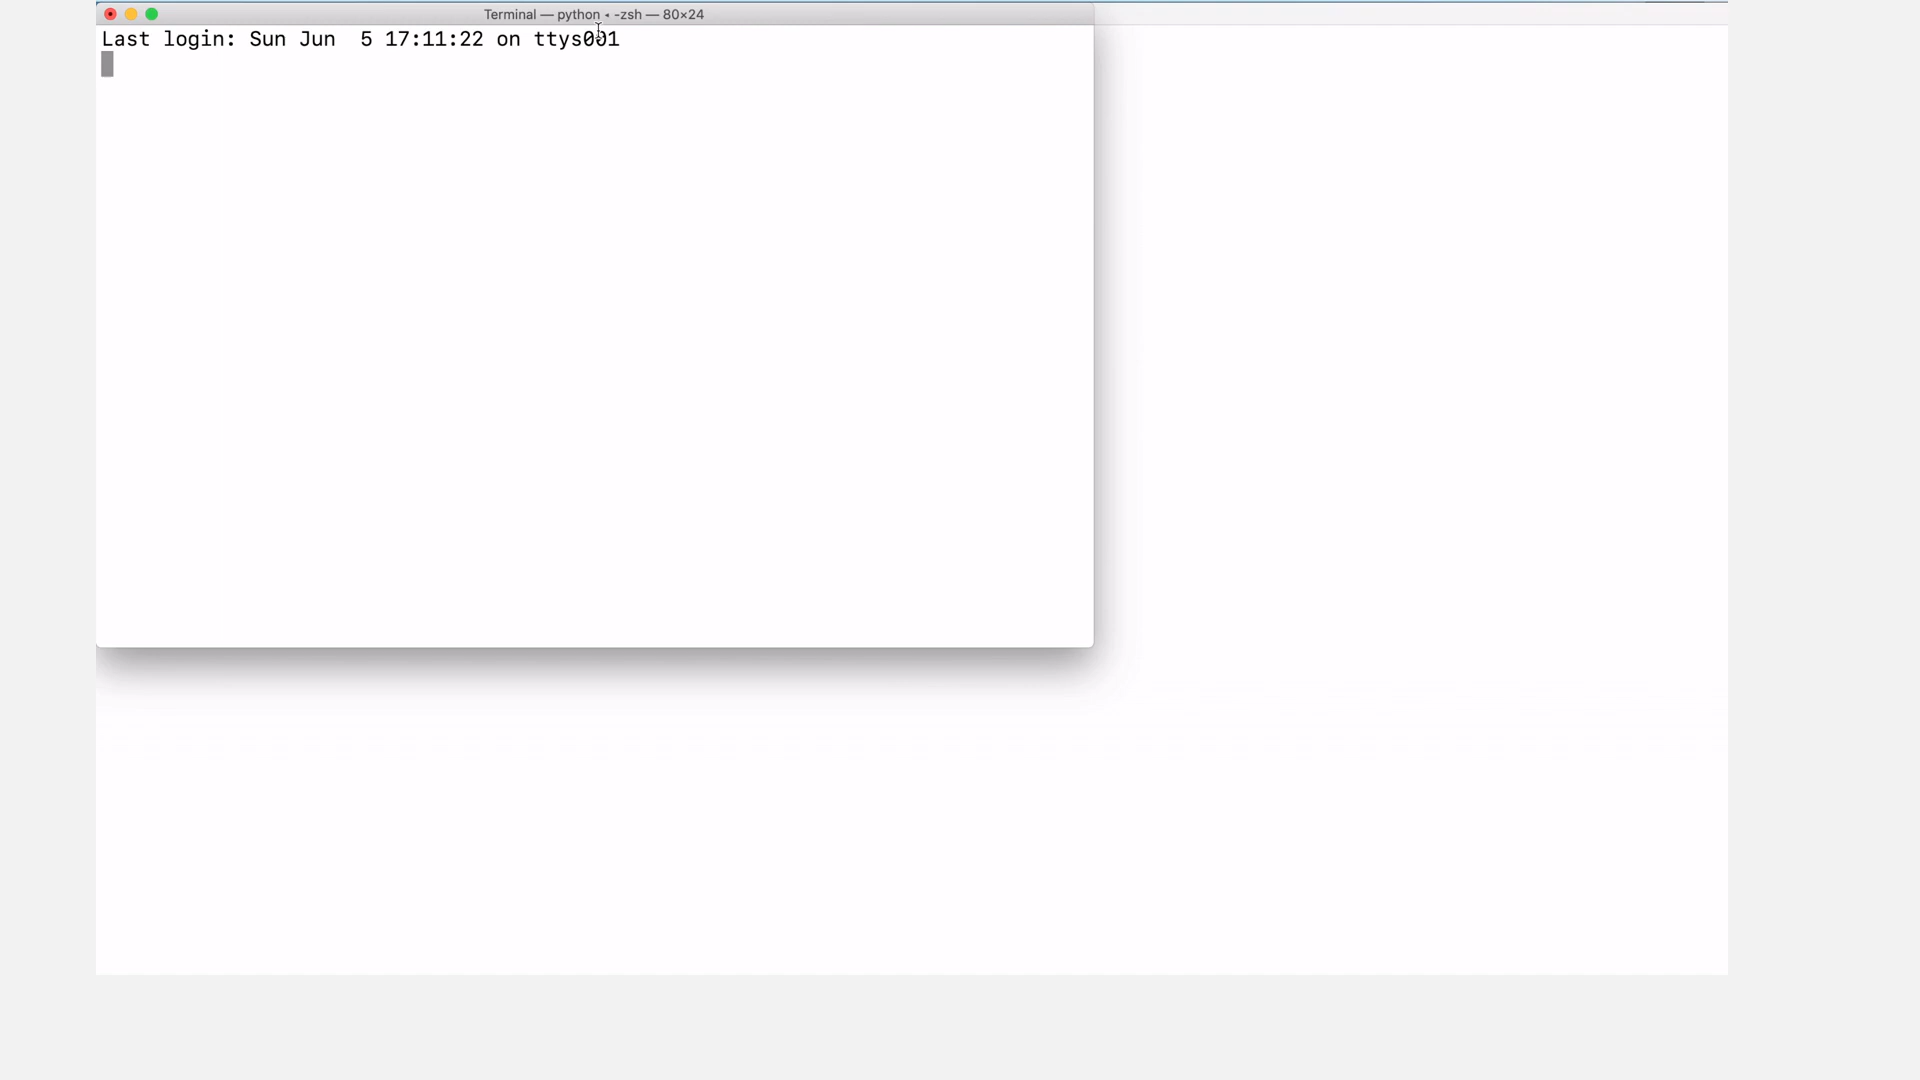 Terminal — python ◂ -zsh — 80×24
Last login: Sun Jun  5 17:11:22 on ttys001